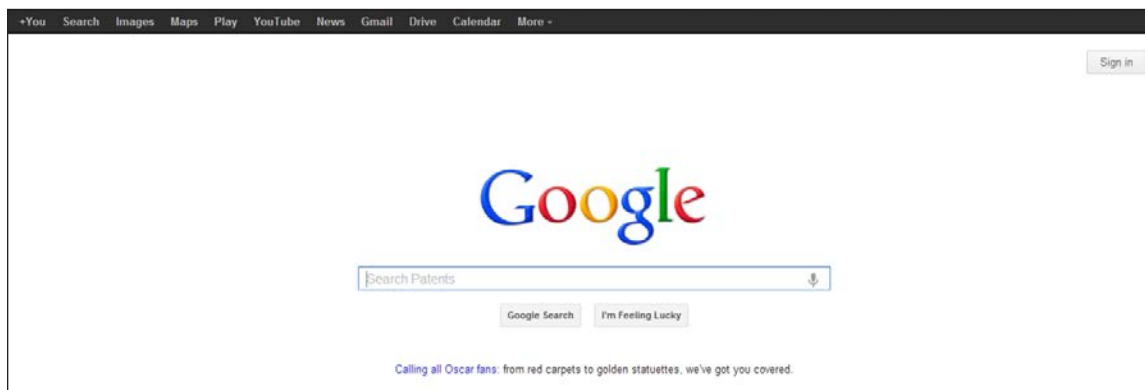 +You Search Images Maps Play YouTube News Gmail Drive Calendar More
Sign in
Google
Search Patents
Google Search I'm Feeling Lucky
Calling all Oscar fans: from red carpets to golden statuettes, we've got you covered.